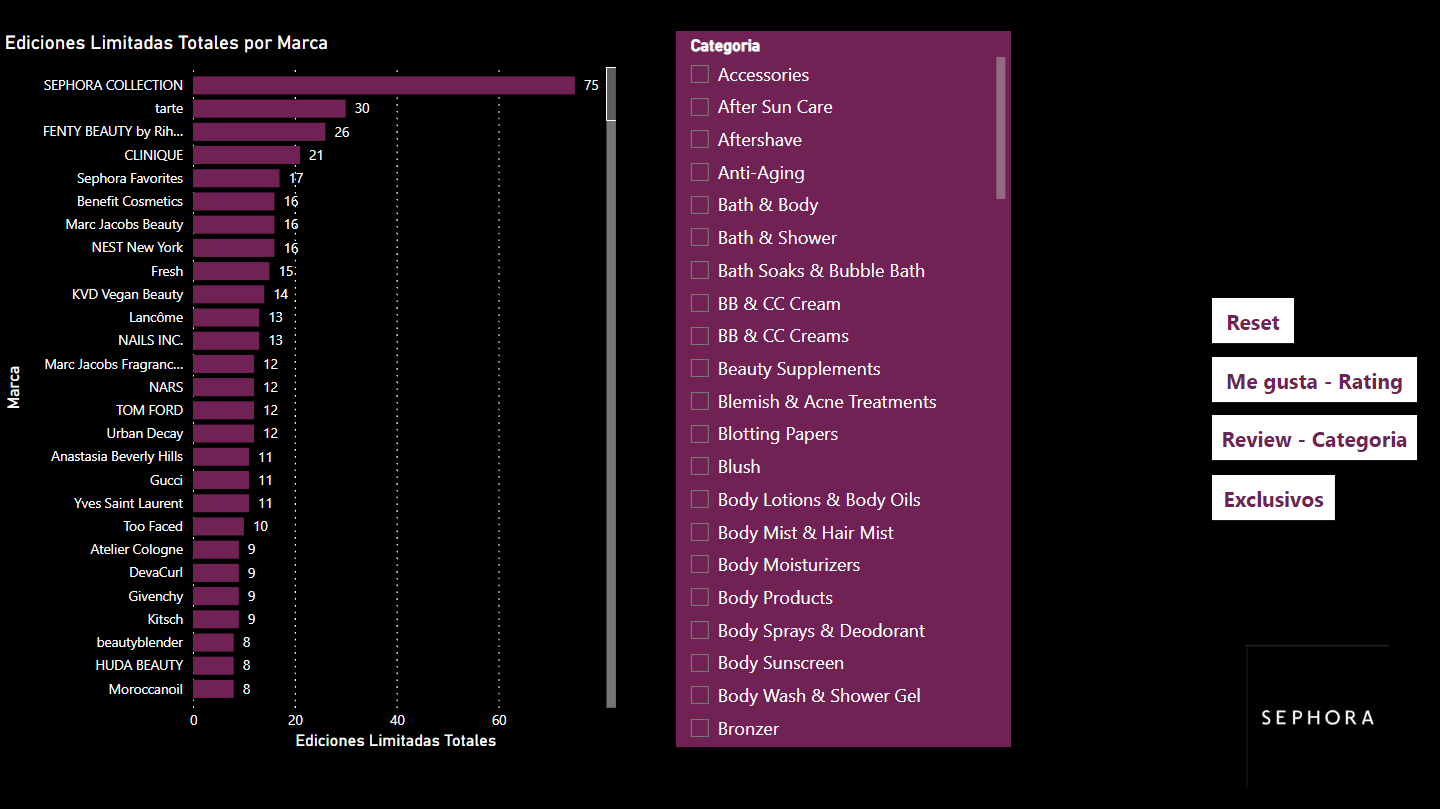 Ediciones Limitadas Totales por Marca
SEPHORA COLLECTION 75
tarte 30
FENTY BEAUTY by Rih... 26
CLINIQUE 21
Sephora Favorites 17
Benefit Cosmetics 16
Marc Jacobs Beauty 16
NEST New York 16
Fresh 15
KVD Vegan Beauty 14
Lancôme 13
NAILS INC. 13
Marc Jacobs Fragranc... 12
NARS 12
TOM FORD 12
Urban Decay 12
Anastasia Beverly Hills 11
Gucci 11
Yves Saint Laurent 11
Too Faced 10
Atelier Cologne 9
DevaCurl 9
Givenchy 9
Kitsch 9
beautyblender 8
HUDA BEAUTY 8
Moroccanoil 8
0 20 40 60
Ediciones Limitadas Totales
Marca
Categoria
Accessories
After Sun Care
Aftershave
Anti-Aging
Bath & Body
Bath & Shower
Bath Soaks & Bubble Bath
BB & CC Cream
BB & CC Creams
Beauty Supplements
Blemish & Acne Treatments
Blotting Papers
Blush
Body Lotions & Body Oils
Body Mist & Hair Mist
Body Moisturizers
Body Products
Body Sprays & Deodorant
Body Sunscreen
Body Wash & Shower Gel
Bronzer
Reset
Me gusta - Rating
Review - Categoria
Exclusivos
SEPHORA